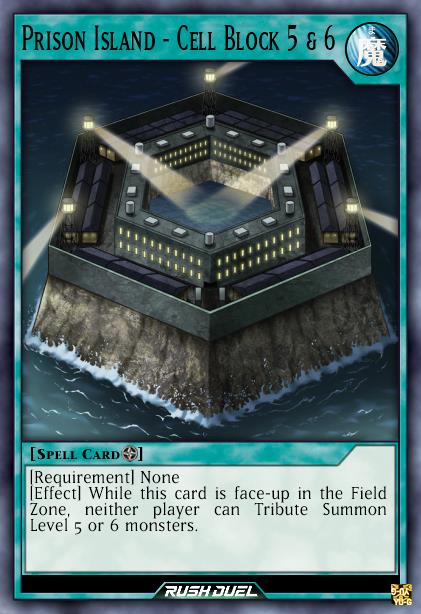 Prison Island - Cell Block 5 & 6
ま
魔
[Spell Card]
[Requirement] None
[Effect] While this card is face-up in the Field
Zone, neither player can Tribute Summon
Level 5 or 6 monsters.
RUSH DUEL